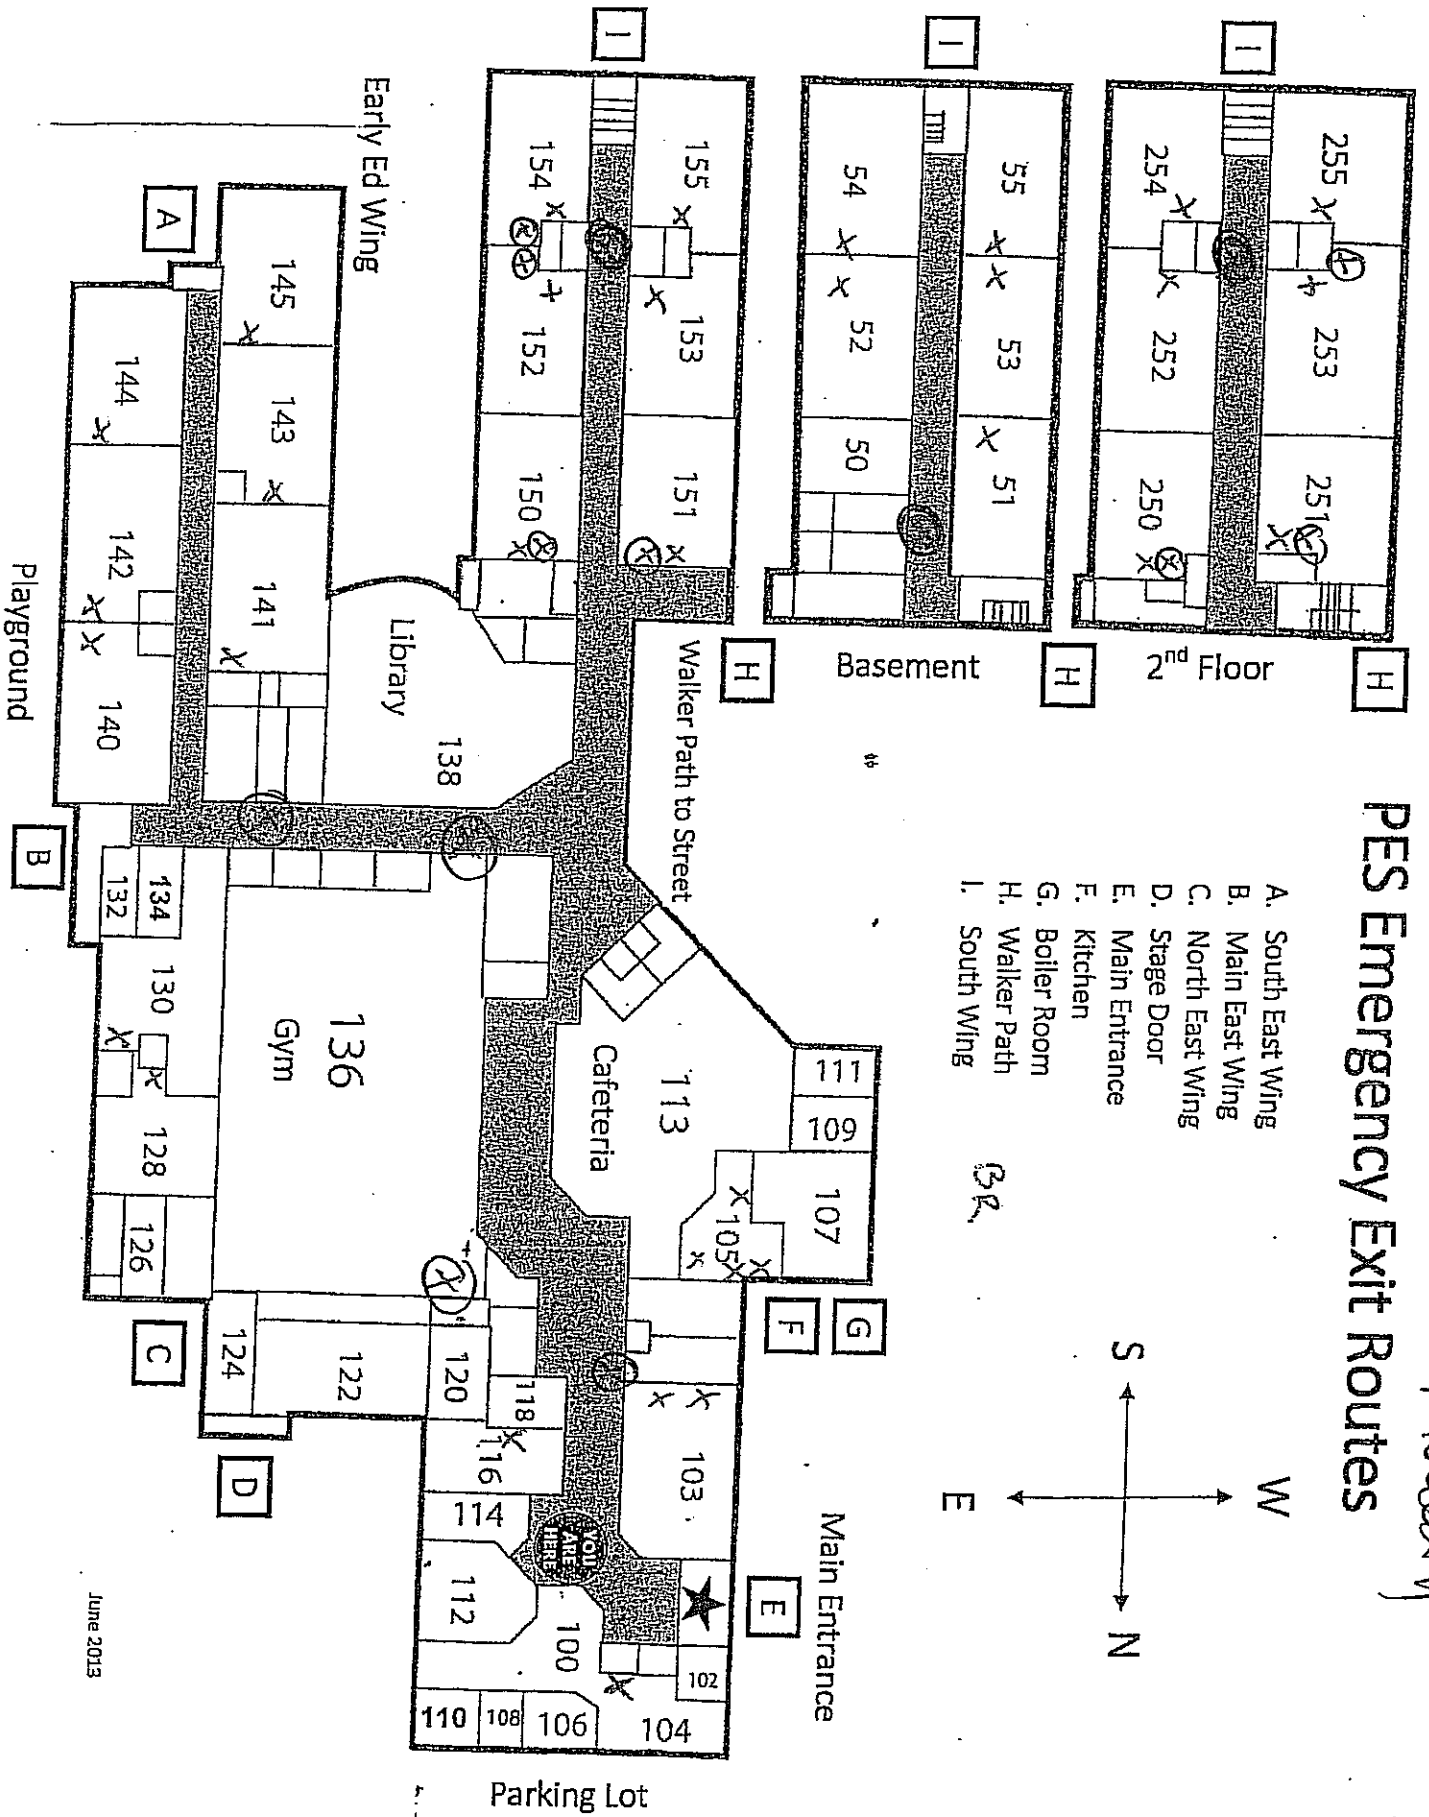 PES Emergency Exit Routes
A. South East Wing
B. Main East Wing
C. North East Wing
D. Stage Door
E. Main Entrance
F. Kitchen
G. Boiler Room
H. Walker Path
I. South Wing
BR.
S
W
N
E
I
255
253
251
254
252
250
H
2nd Floor
I
55
53
51
54
52
50
H
Basement
I
155
153
151
154
152
150
H
Walker Path to Street
Early Ed Wing
A
145
143
141
144
142
140
Playground
Library
138
B
132
134
130
128
126
136
Gym
C
124
122
120
D
113
Cafeteria
111
109
107
105
F
G
118
116
114
112
103
YOU
ARE
HERE
100
102
104
106
108
110
E
Main Entrance
Parking Lot
June 2013